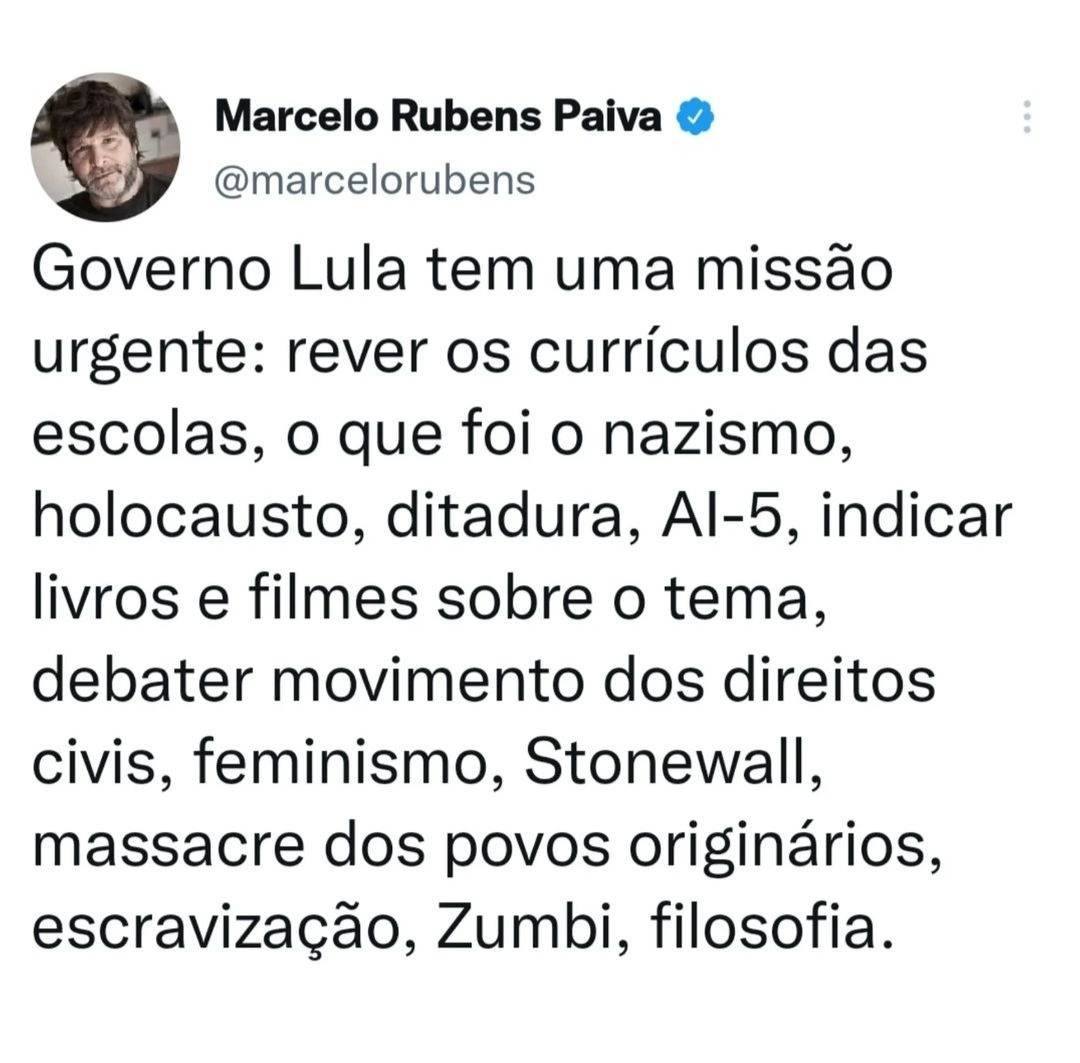 Marcelo Rubens Paiva
@marcelorubens
Governo Lula tem uma missão
urgente: rever os currículos das
escolas, o que foi o nazismo,
holocausto, ditadura, AI-5, indicar
livros e filmes sobre o tema,
debater movimento dos direitos
civis, feminismo, Stonewall,
massacre dos povos originários,
escravização, Zumbi, filosofia.